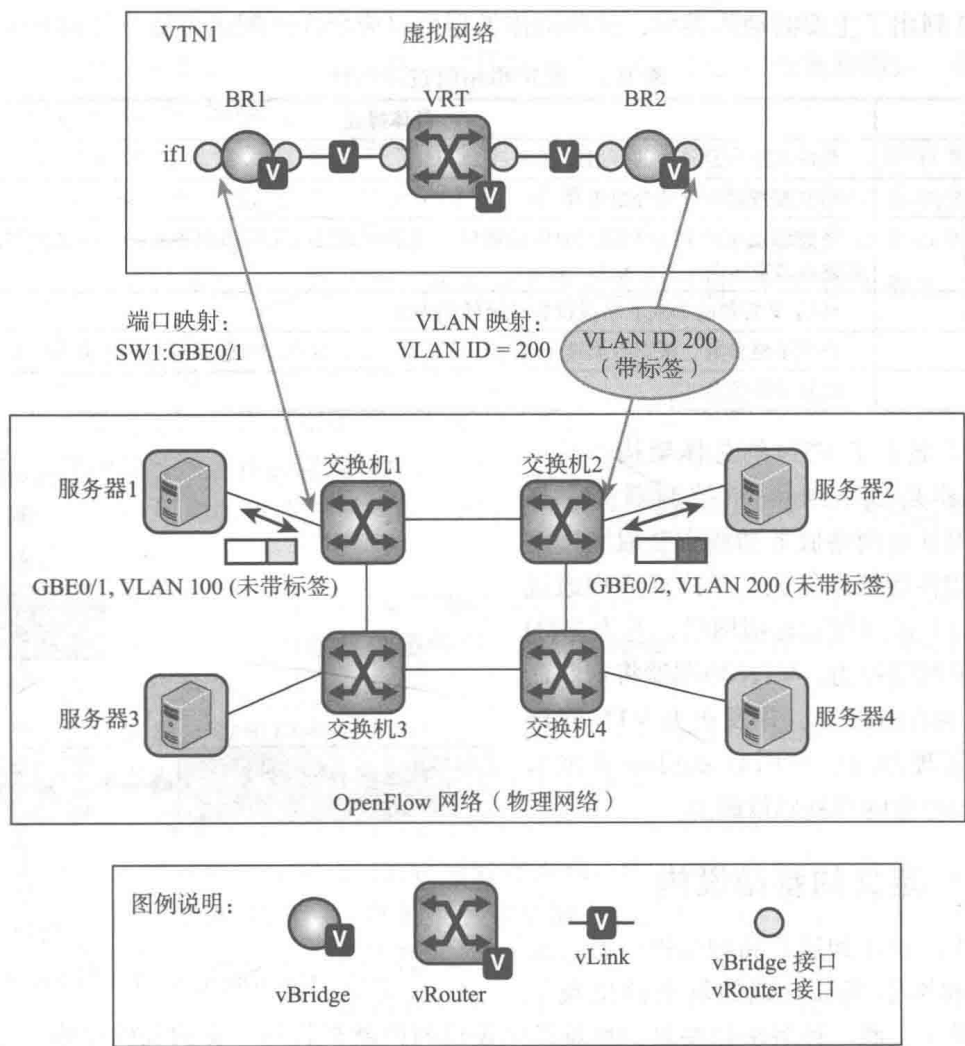 VTN1
虚拟网络
BR1
VRT
BR2
if1
V
V
V
V
V
端口映射：
SW1:GBE0/1
VLAN 映射：
VLAN ID = 200
VLAN ID 200
（带标签）
服务器1
交换机1
交换机2
服务器2
GBE0/1, VLAN 100 (未带标签)
GBE0/2, VLAN 200 (未带标签)
服务器3
交换机3
交换机4
服务器4
OpenFlow 网络（物理网络）
图例说明：
V
V
V
vBridge
vRouter
vLink
vBridge 接口
vRouter 接口